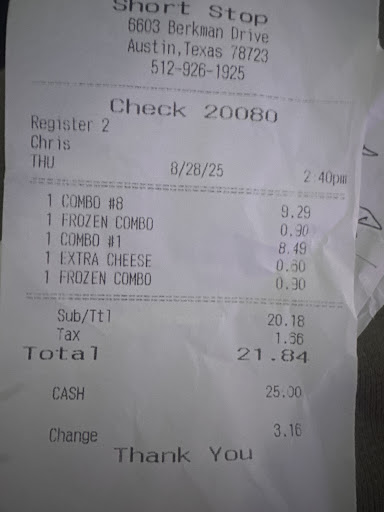 Short Stop
6603 Berkman Drive
Austin,Texas 78723
512-926-1925
Check 20080
Register 2
Chris
THU 8/28/25 2:40pm
1 COMBO #8 9.29
1 FROZEN COMBO 0.90
1 COMBO #1 8.49
1 EXTRA CHEESE 0.60
1 FROZEN COMBO 0.90
Sub/Ttl 20.18
Tax 1.66
Total 21.84
CASH 25.00
Change 3.16
Thank You